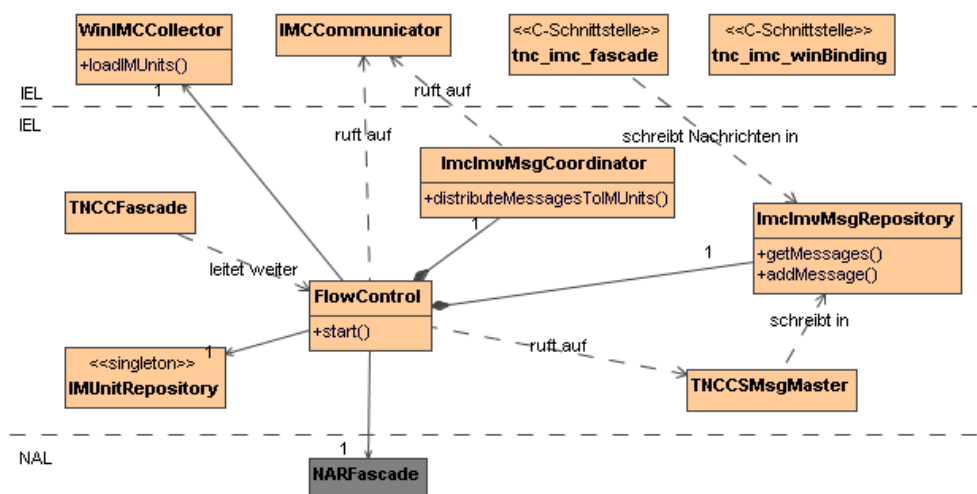 WinIMCCollector
+loadIMUnits()
IMCCommunicator
<<C-Schnittstelle>>
tnc_imc_fascade
<<C-Schnittstelle>>
tnc_imc_winBinding
1
ruft auf
IEL
IEL
ruft auf
schreibt Nachrichten in
ImcImvMsgCoordinator
+distributeMessagesToIMUnits()
1
TNCCFascade
ImcImvMsgRepository
+getMessages()
+addMessage()
1
leitet weiter
FlowControl
+start()
schreibt in
ruft auf
<<singleton>>
IMUnitRepository
1
TNCCSMsgMaster
1
NAL
NARFascade